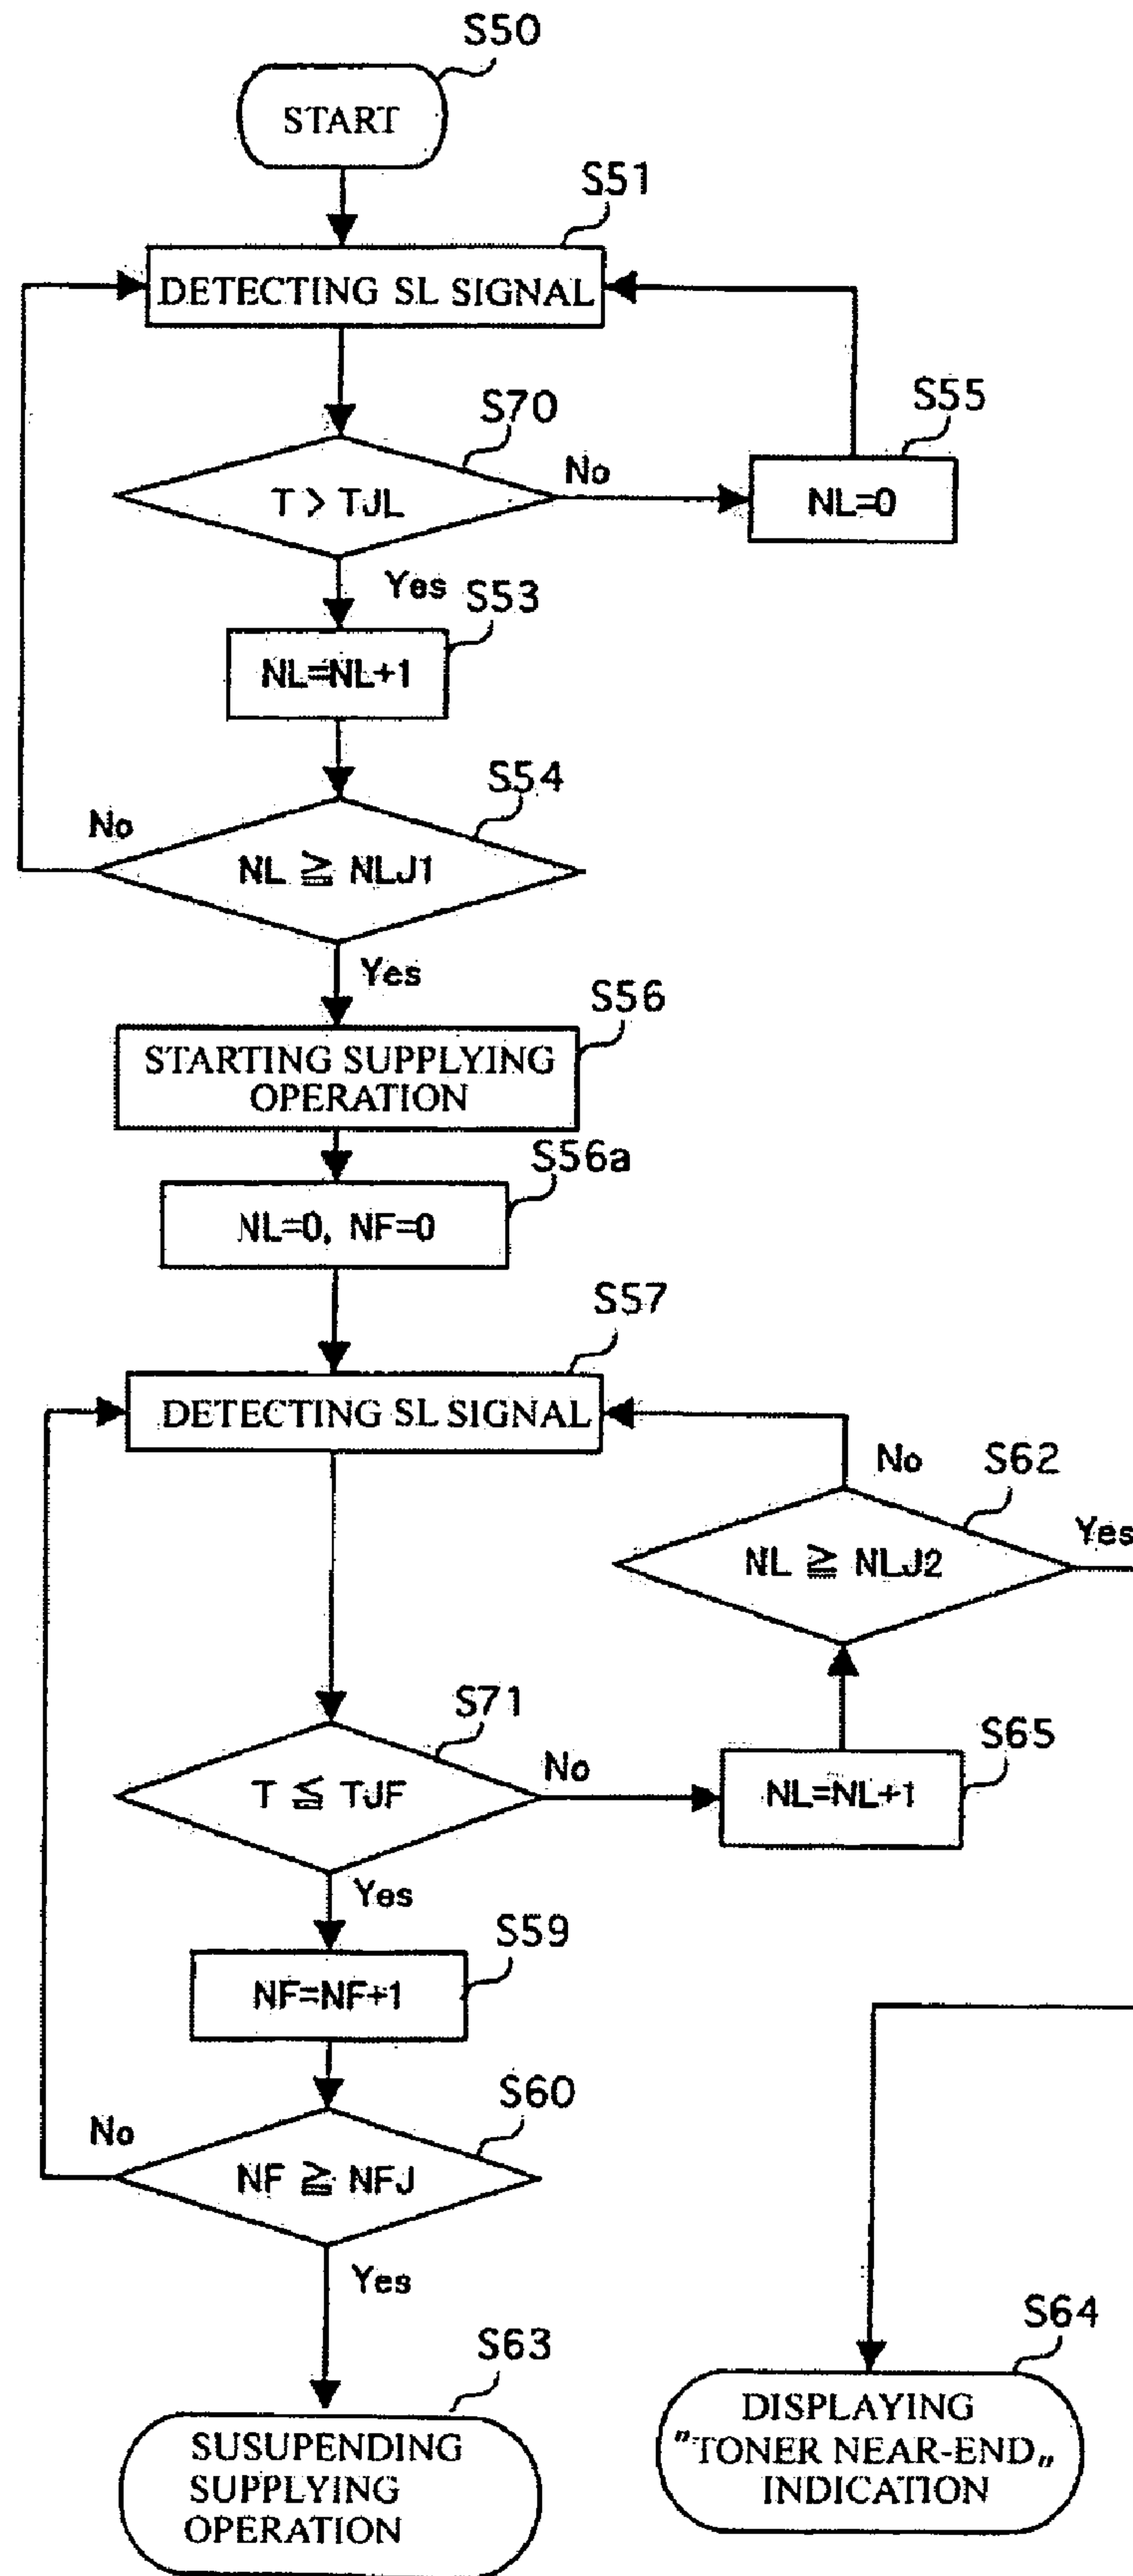 S50
START
S51
DETECTING SL SIGNAL
S70
T > TJL
No
S55
NL=0
Yes
S53
NL=NL+1
S54
No
NL ≧ NLJ1
Yes
S56
STARTING SUPPLYING
OPERATION
S56a
NL=0, NF=0
S57
DETECTING SL SIGNAL
No
S62
Yes
NL ≧ NLJ2
S71
T ≦ TJF
No
S65
NL=NL+1
Yes
S59
NF=NF+1
S60
No
NF ≧ NFJ
Yes
S63
SUSUPENDING
SUPPLYING
OPERATION
S64
DISPLAYING
"TONER NEAR-END„
INDICATION